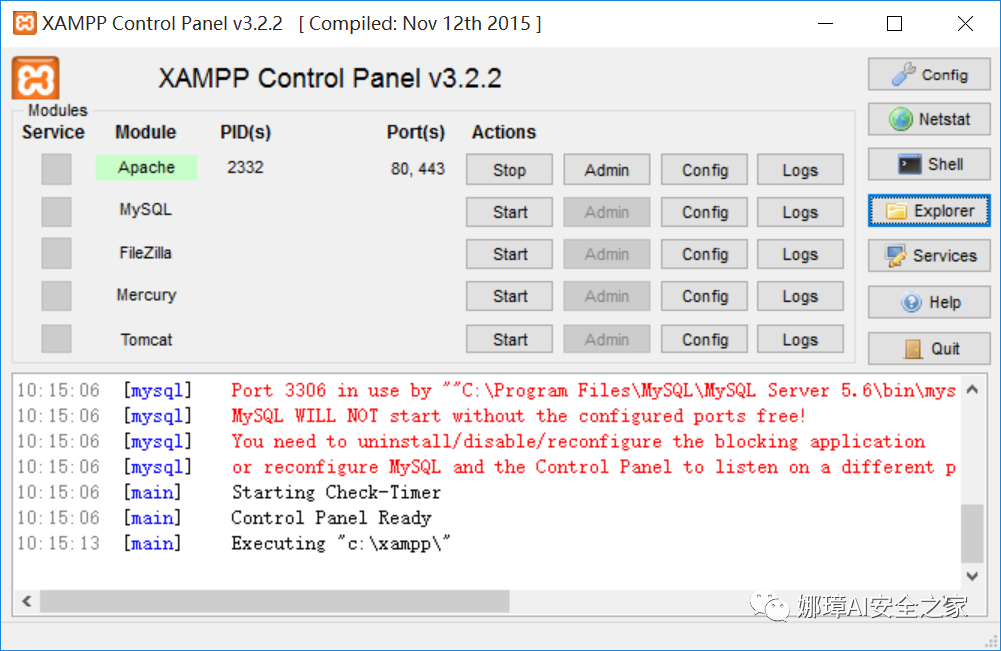 XAMPP Control Panel v3.2.2 [ Compiled: Nov 12th 2015 ]
XAMPP Control Panel v3.2.2
Config
Netstat
Shell
Explorer
Services
Help
Quit
Modules
Service Module PID(s) Port(s) Actions
Apache 2332 80, 443 Stop Admin Config Logs
MySQL Start Admin Config Logs
FileZilla Start Admin Config Logs
Mercury Start Admin Config Logs
Tomcat Start Admin Config Logs
10:15:06 [mysql] Port 3306 in use by ""C:\Program Files\MySQL\MySQL Server 5.6\bin\mys
10:15:06 [mysql] MySQL WILL NOT start without the configured ports free!
10:15:06 [mysql] You need to uninstall/disable/reconfigure the blocking application
10:15:06 [mysql] or reconfigure MySQL and the Control Panel to listen on a different p
10:15:06 [main] Starting Check-Timer
10:15:06 [main] Control Panel Ready
10:15:13 [main] Executing "c:\xampp\"
娜璋AI安全之家